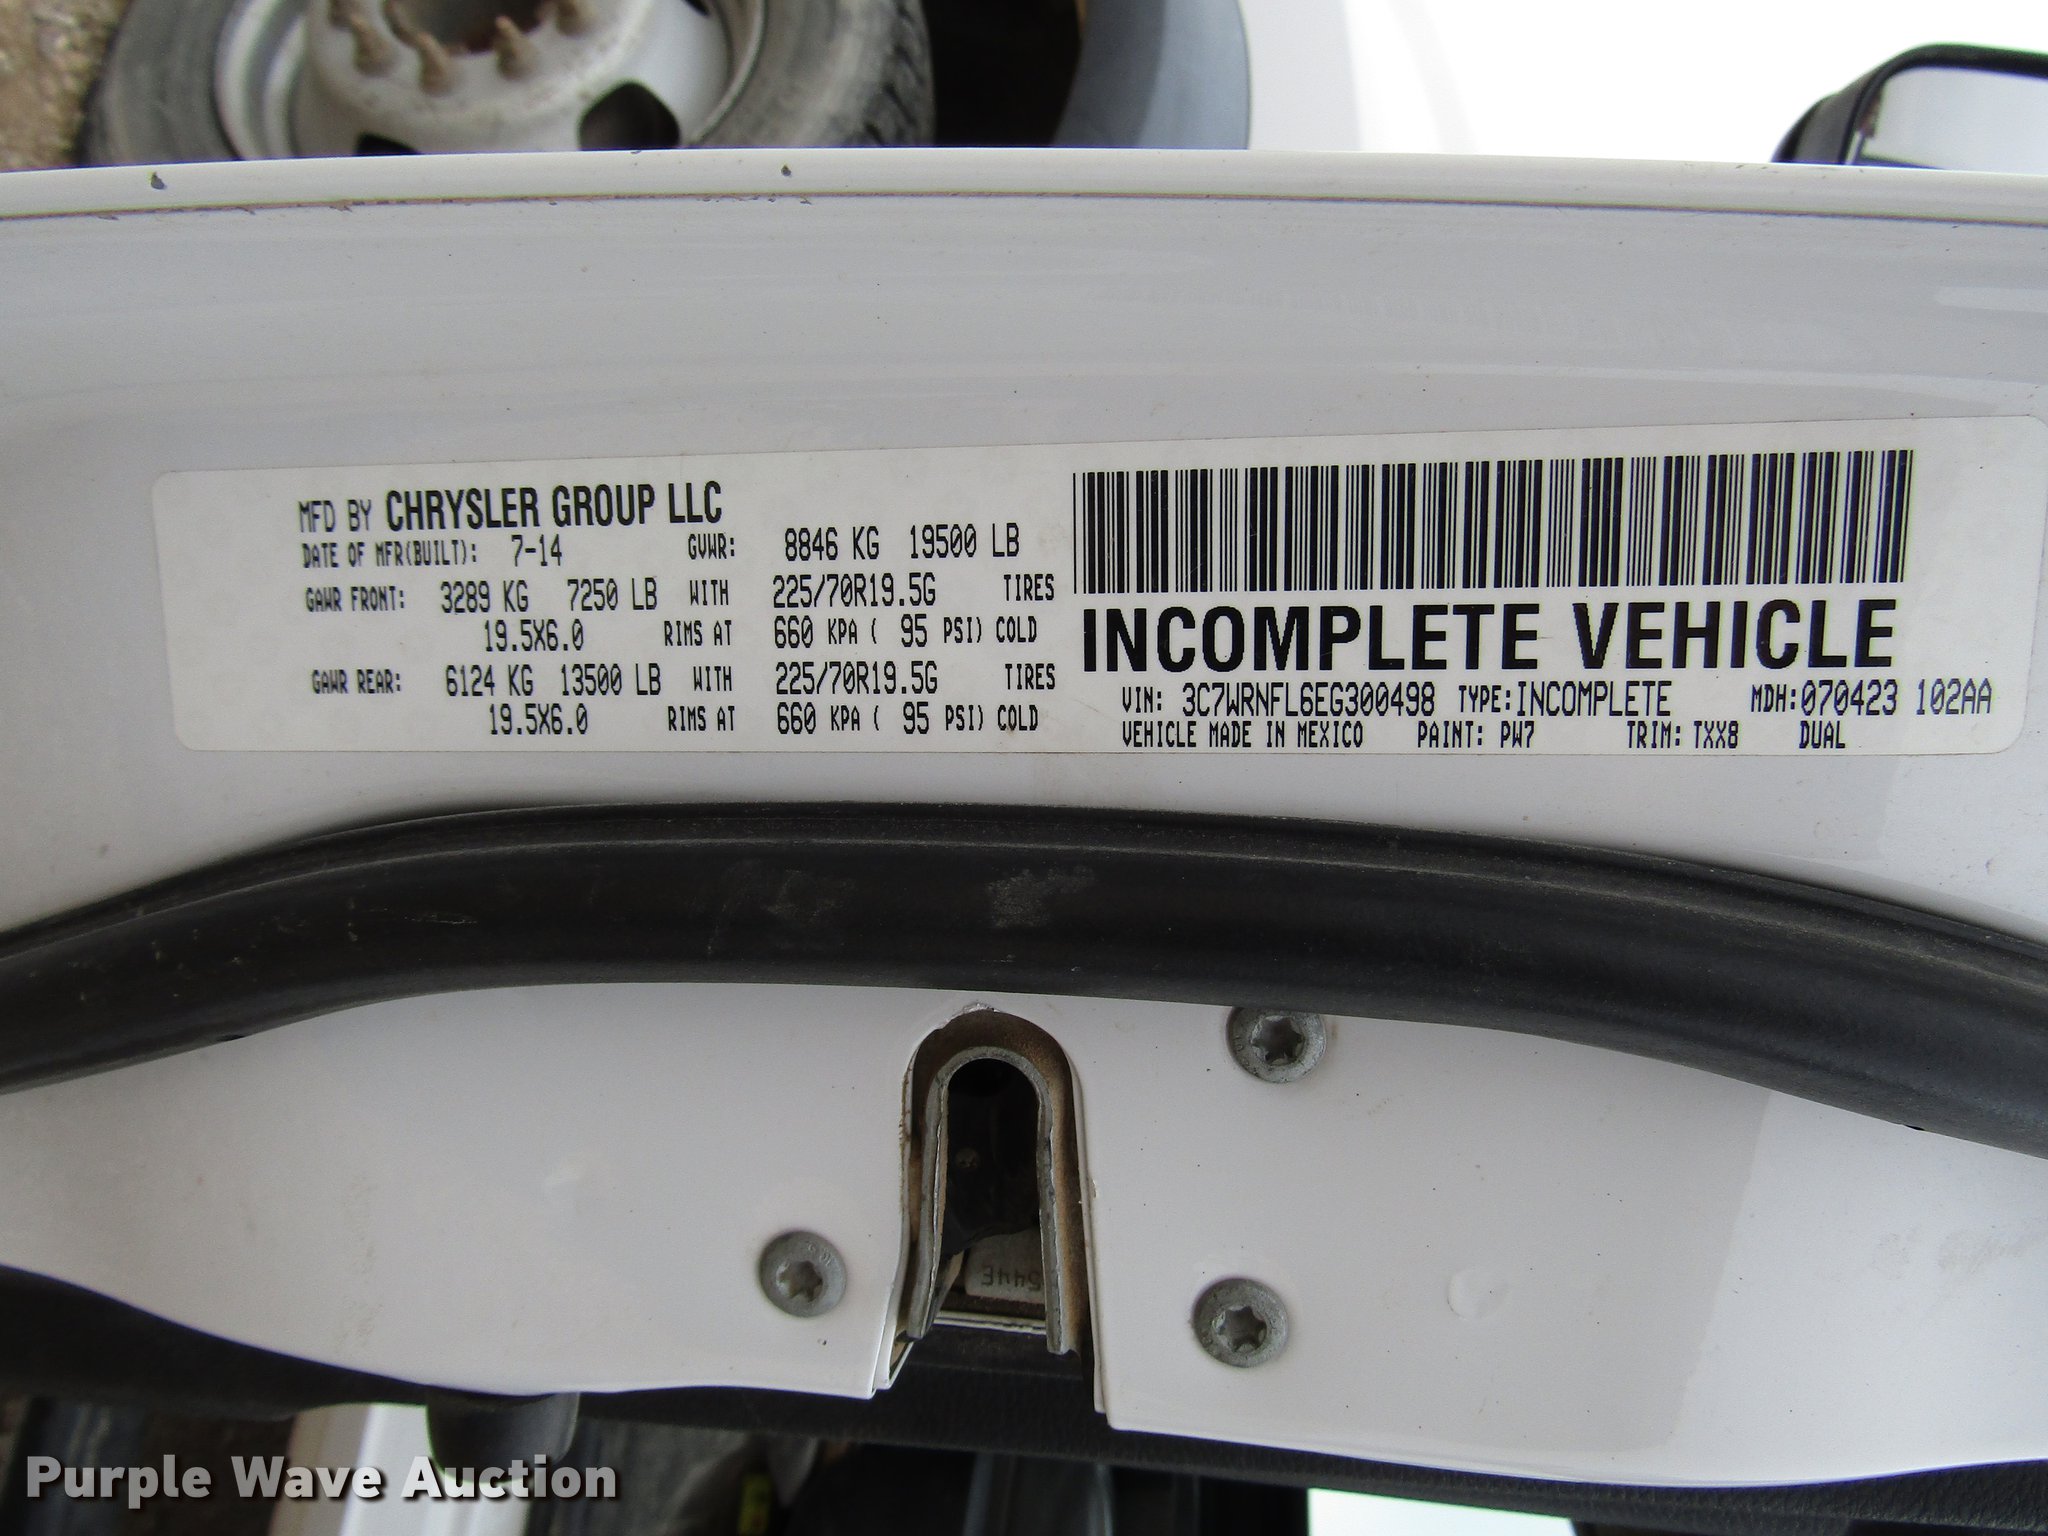 MFD BY CHRYSLER GROUP LLC
DATE OF MFR(BUILT): 7-14 GVWR: 8846 KG 19500 LB
GAWR FRONT: 3289 KG 7250 LB WITH 225/70R19.5G TIRES
19.5X6.0 RIMS AT 660 KPA ( 95 PSI) COLD
GAWR REAR: 6124 KG 13500 LB WITH 225/70R19.5G TIRES
19.5X6.0 RIMS AT 660 KPA ( 95 PSI) COLD
INCOMPLETE VEHICLE
VIN: 3C7WRNFL6EG300498 TYPE: INCOMPLETE MDH: 070423 102AA
VEHICLE MADE IN MEXICO PAINT: PW7 TRIM: TXX8 DUAL
544E
Purple Wave Auction